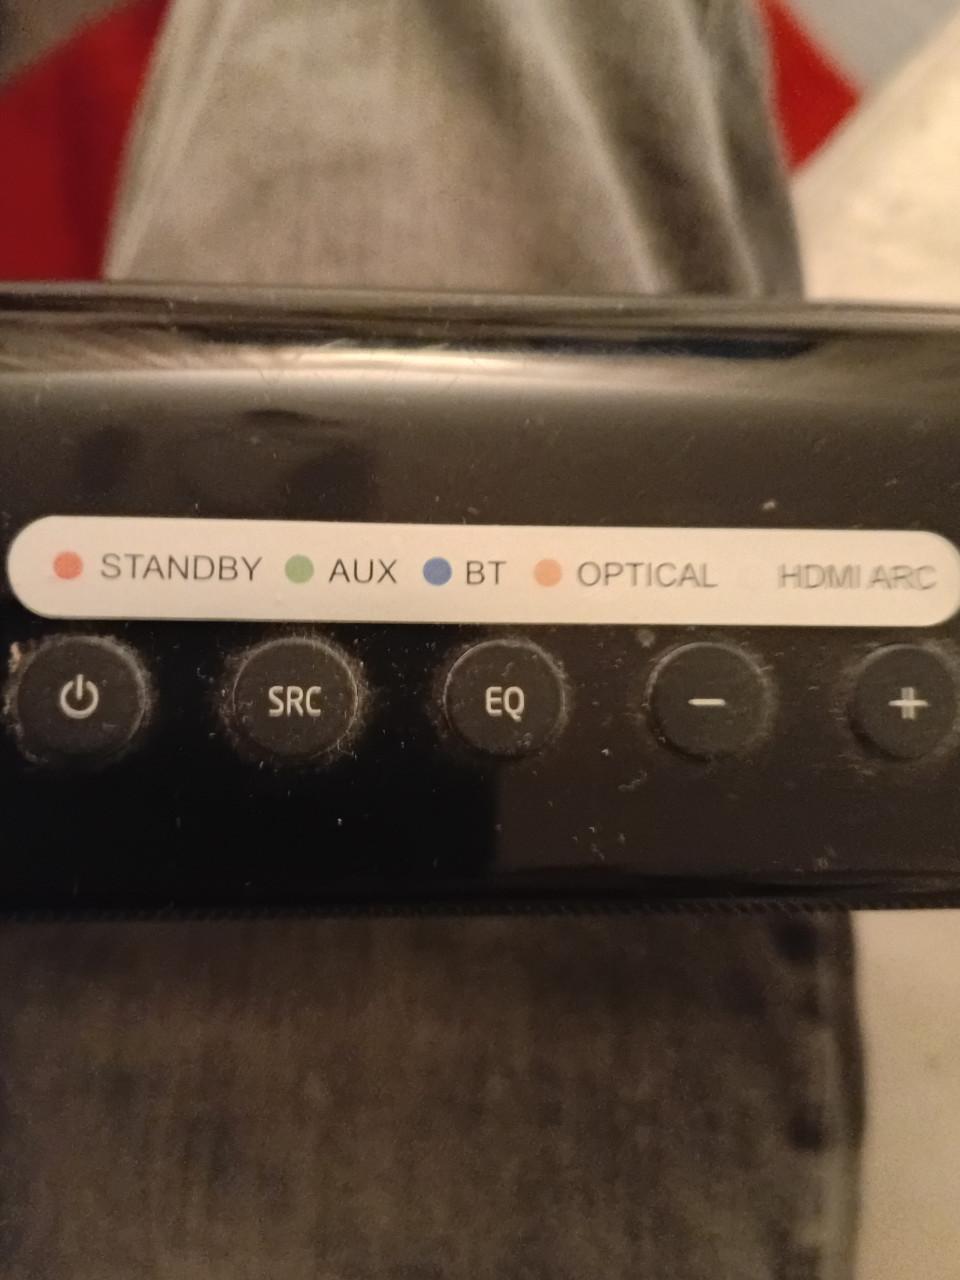 STANDBY AUX BT OPTICAL HDMI ARC
SRC EQ − +